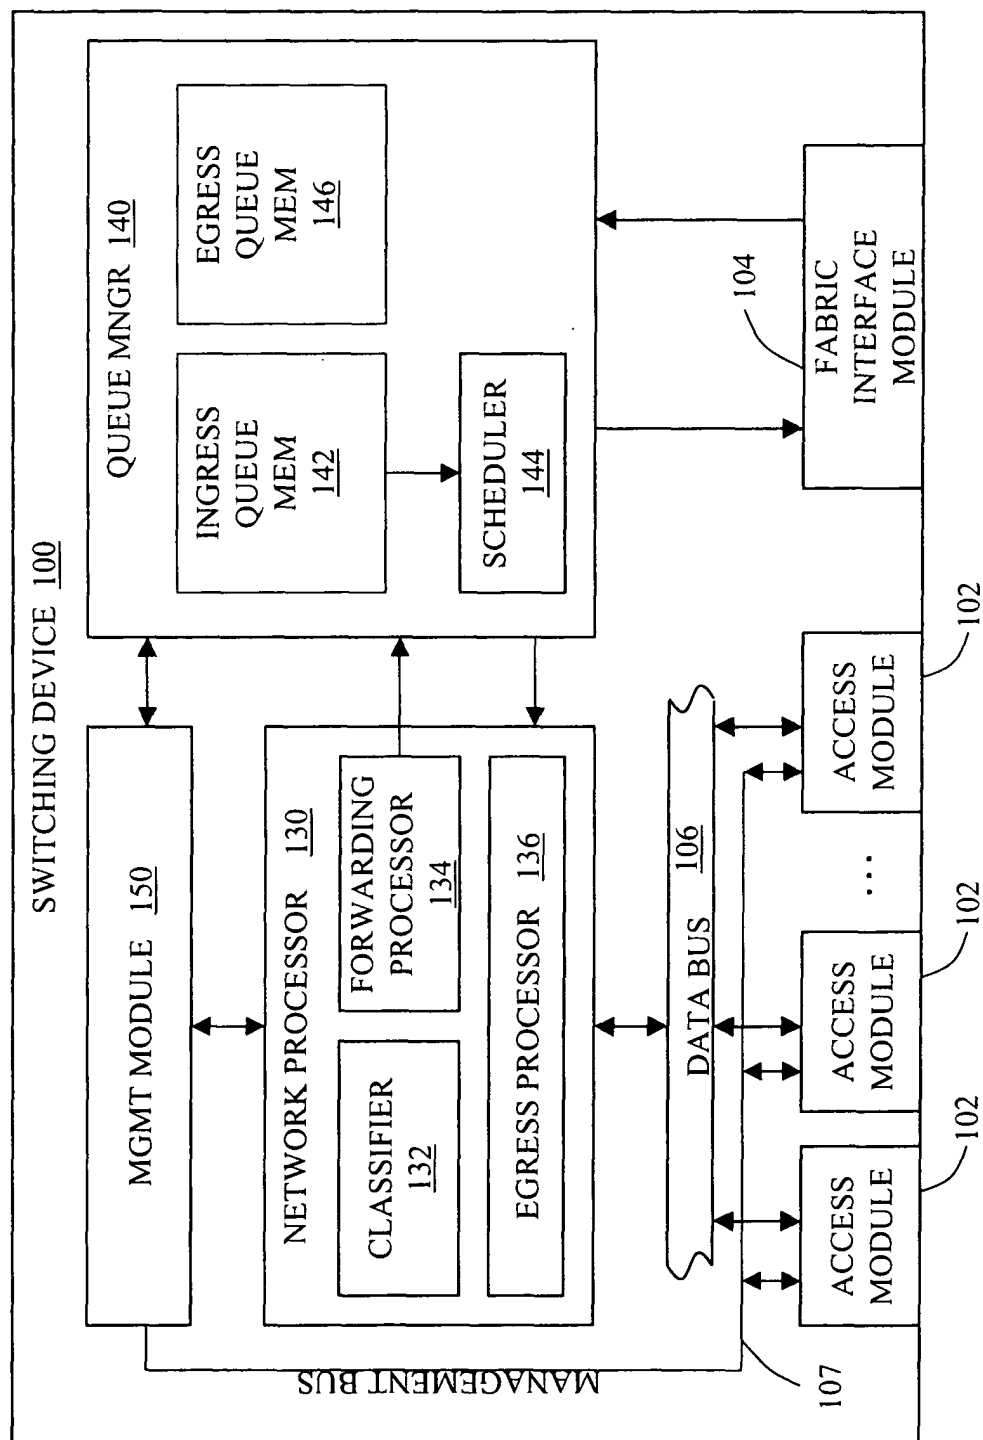 SWITCHING DEVICE 100
MGMT MODULE 150
QUEUE MNGR 140
NETWORK PROCESSOR 130
CLASSIFIER
132
FORWARDING
PROCESSOR
134
EGRESS PROCESSOR 136
INGRESS
QUEUE
MEM
142
EGRESS
QUEUE
MEM
146
SCHEDULER
144
MANAGEMENT BUS
DATA BUS 106
107
ACCESS
MODULE
102
ACCESS
MODULE
102
...
ACCESS
MODULE
102
104
FABRIC
INTERFACE
MODULE